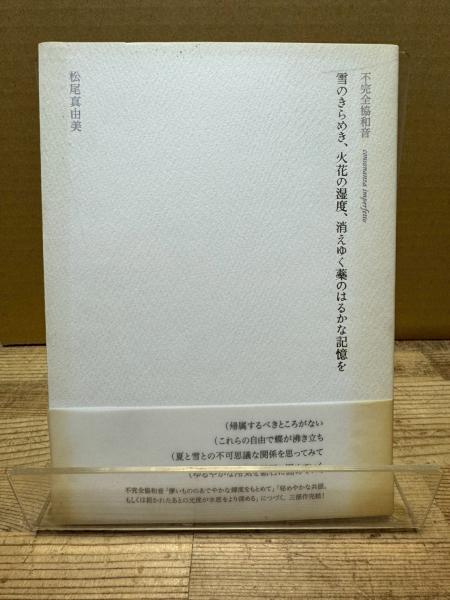 不完全協和音 consonanza imperfetto
雪のきらめき、火花の湿度、消えゆく蘂のはるかな記憶を
松尾真由美
(帰属するべきところがない
(これらの自由で蝶が沸き立ち
(夏と雪との不可思議な関係を思ってみて
不完全協和音『儚いもののあでやかな輝度をもとめて』『秘めやかな共振、
もしくは招かれたあとの光度が水底をより深める』につづく、三部作完結!